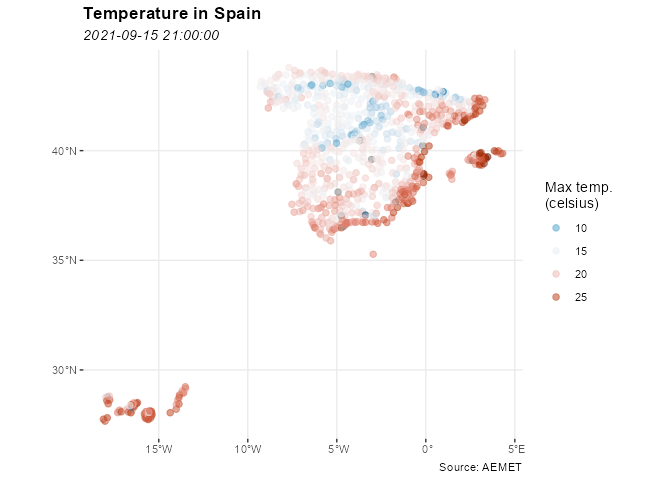 Temperature in Spain
2021-09-15 21:00:00
40°N
35°N
30°N
15°W
10°W
5°W
0°
5°E
Max temp.
(celsius)
10
15
20
25
Source: AEMET